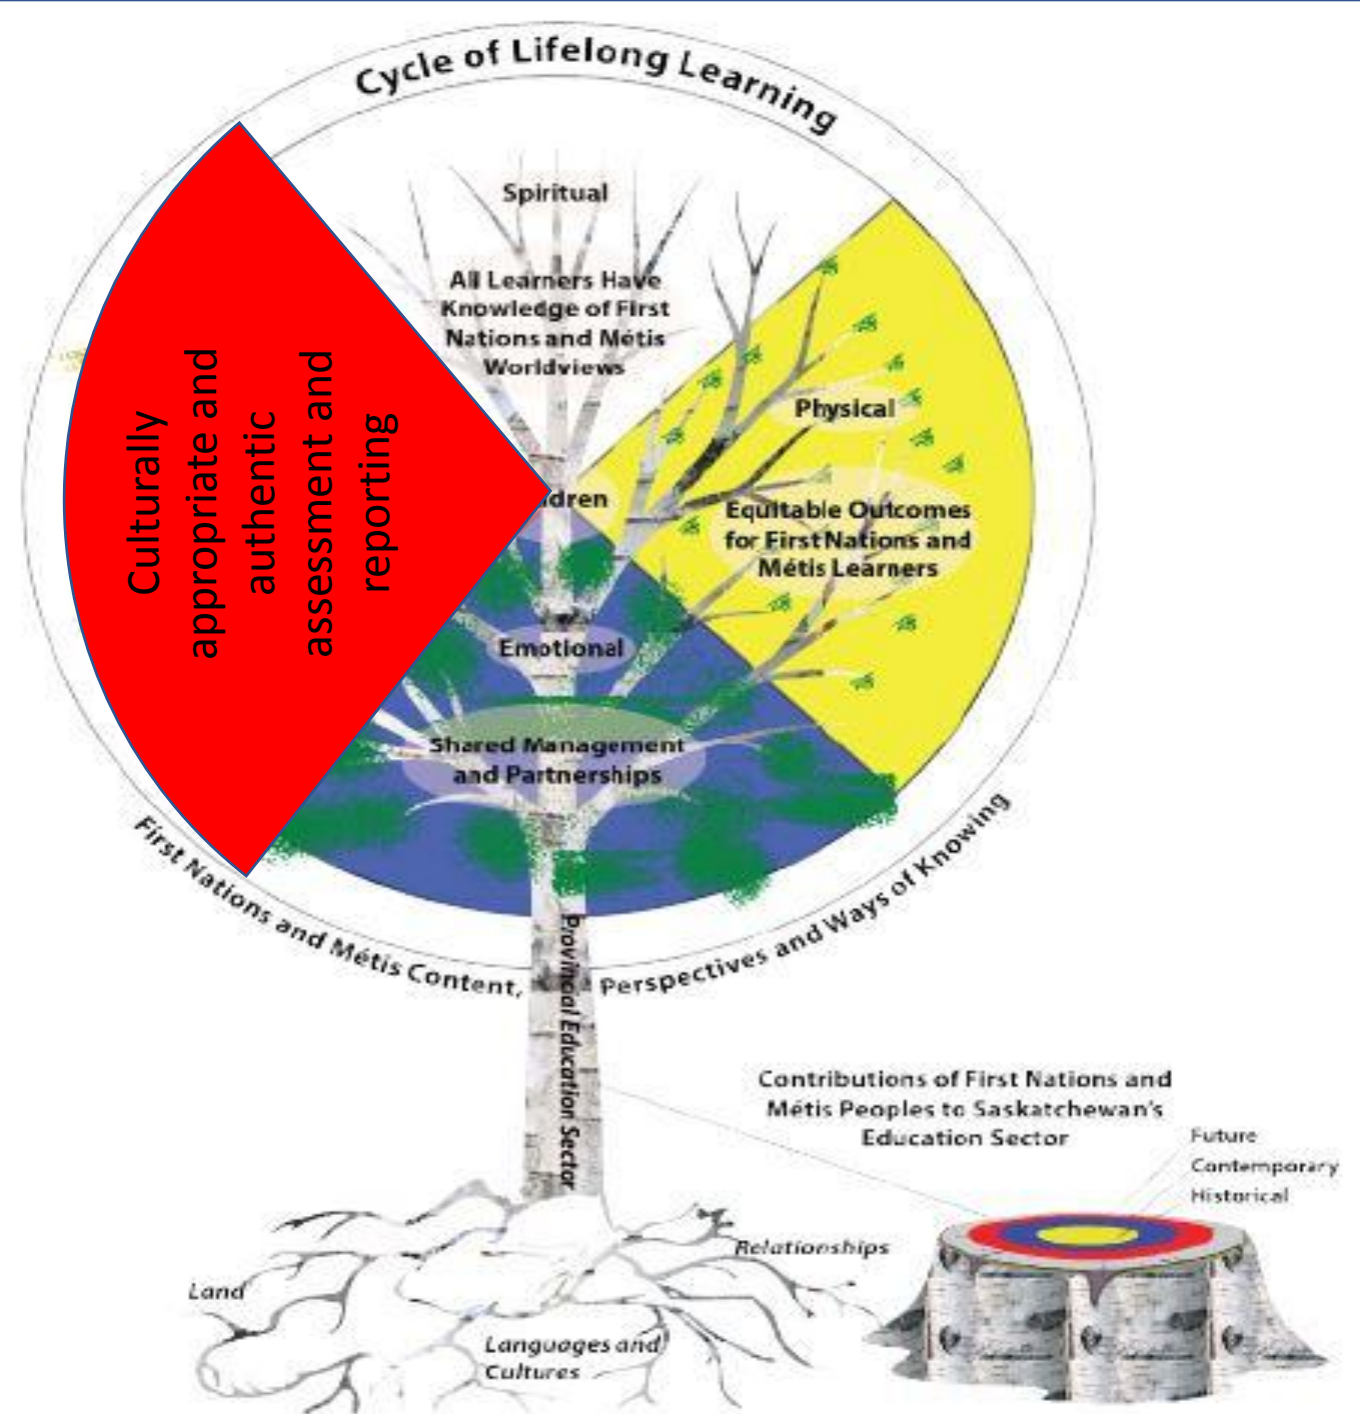 Cycle of Lifelong Learning
Spiritual
All Learners Have
Knowledge of First
Nations and Métis
Worldviews
Culturally
appropriate and
authentic
assessment and
reporting
Physical
Equitable Outcomes
for First Nations and
Métis Learners
ldren
Emotional
Shared Management
and Partnerships
First Nations and Métis Content, Perspectives and Ways of Knowing
Provincial Education Sector
Contributions of First Nations and
Métis Peoples to Saskatchewan's
Education Sector
Future
Contemporary
Historical
Relationships
Land
Languages and
Cultures